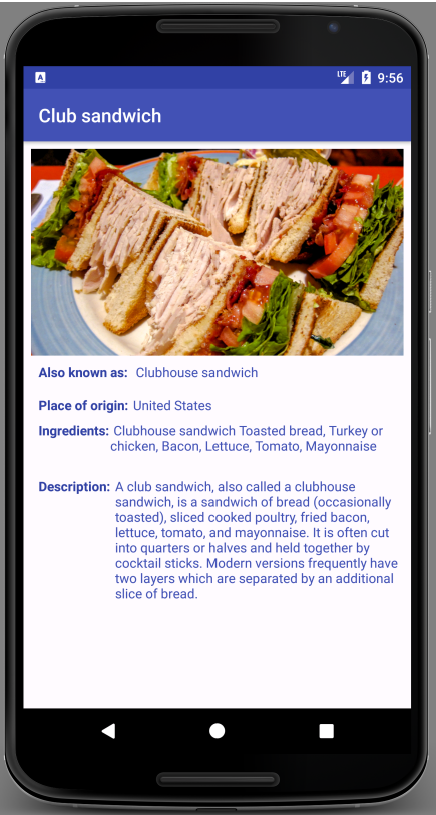 A LTE 9:56
Club sandwich
Also known as: Clubhouse sandwich
Place of origin: United States
Ingredients: Clubhouse sandwich Toasted bread, Turkey or
chicken, Bacon, Lettuce, Tomato, Mayonnaise
Description: A club sandwich, also called a clubhouse
sandwich, is a sandwich of bread (occasionally
toasted), sliced cooked poultry, fried bacon,
lettuce, tomato, and mayonnaise. It is often cut
into quarters or halves and held together by
cocktail sticks. Modern versions frequently have
two layers which are separated by an additional
slice of bread.